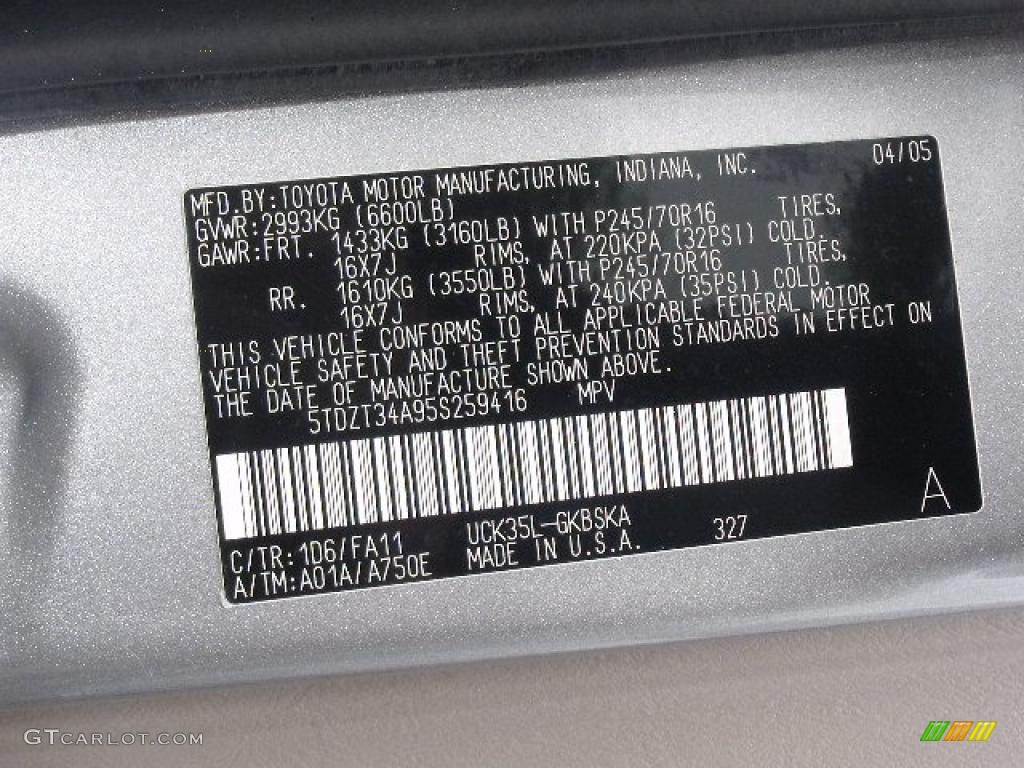 MFD.BY:TOYOTA MOTOR MANUFACTURING, INDIANA, INC. 04/05
GVWR:2993KG (6600LB)
GAWR:FRT. 1433KG (3160LB) WITH P245/70R16 TIRES,
16X7J RIMS, AT 220KPA (32PSI) COLD.
RR. 1610KG (3550LB) WITH P245/70R16 TIRES,
16X7J RIMS, AT 240KPA (35PSI) COLD.
THIS VEHICLE CONFORMS TO ALL APPLICABLE FEDERAL MOTOR
VEHICLE SAFETY AND THEFT PREVENTION STANDARDS IN EFFECT ON
THE DATE OF MANUFACTURE SHOWN ABOVE.
5TDZT34A95S259416 MPV
A
C/TR:1D6/FA11 UCK35L-GKBSKA 327
A/TM:A01A/A750E MADE IN U.S.A.
GTCARLOT.COM